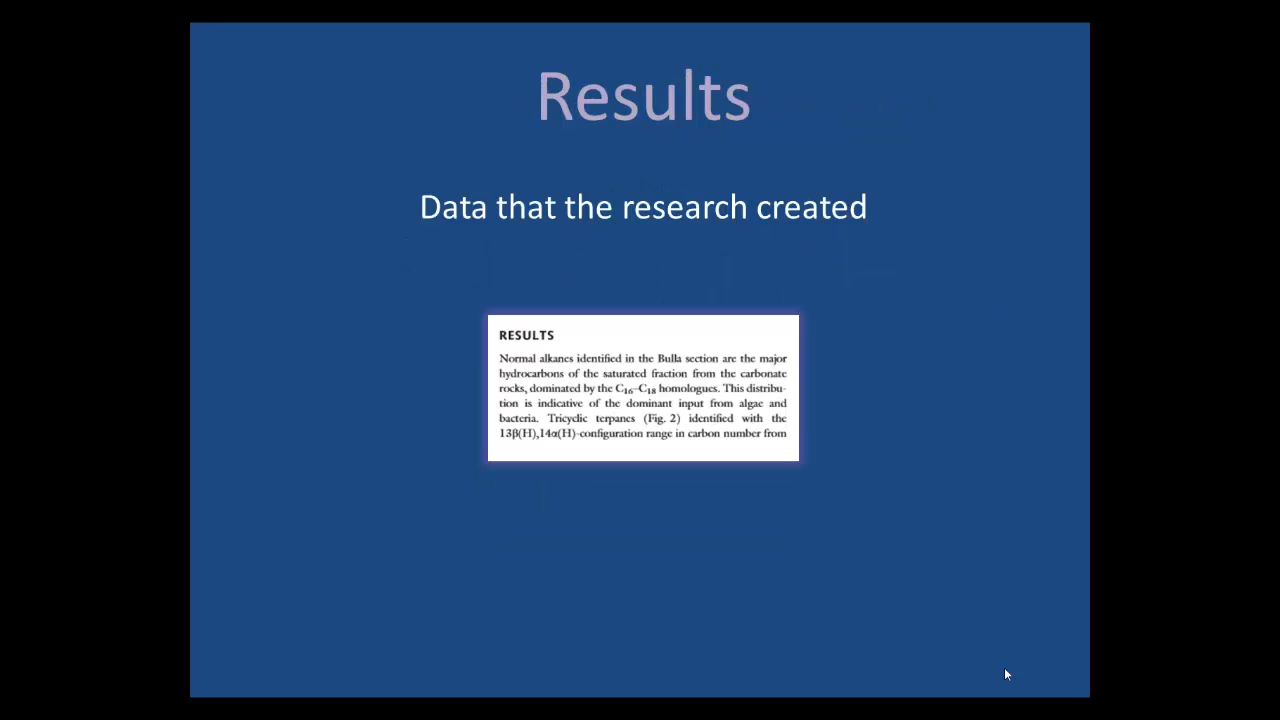 Results
Data that the research created
RESULTS
Normal alkanes identified in the Bulla section are the major
hydrocarbons of the saturated fraction from the carbonate
rocks, dominated by the C₁₆–C₁₈ homologues. This distribu-
tion is indicative of the dominant input from algae and
bacteria. Tricyclic terpanes (Fig. 2) identified with the
13β(H),14α(H)-configuration range in carbon number from